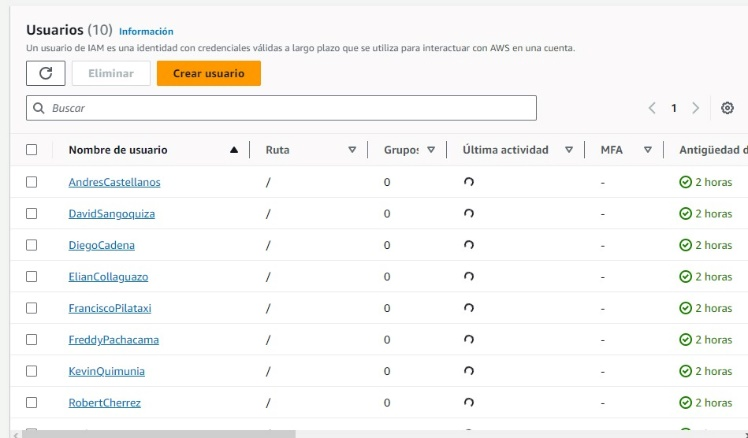 Usuarios (10) Información
Un usuario de IAM es una identidad con credenciales válidas a largo plazo que se utiliza para interactuar con AWS en una cuenta.
Eliminar Crear usuario
Buscar 1
Nombre de usuario Ruta Grupos Última actividad MFA Antigüedad d
AndresCastellanos / 0 - 2 horas
DavidSangoquiza / 0 - 2 horas
DiegoCadena / 0 - 2 horas
ElianCollaguazo / 0 - 2 horas
FranciscoPilataxi / 0 - 2 horas
FreddyPachacama / 0 - 2 horas
KevinQuimunia / 0 - 2 horas
RobertCherrez / 0 - 2 horas